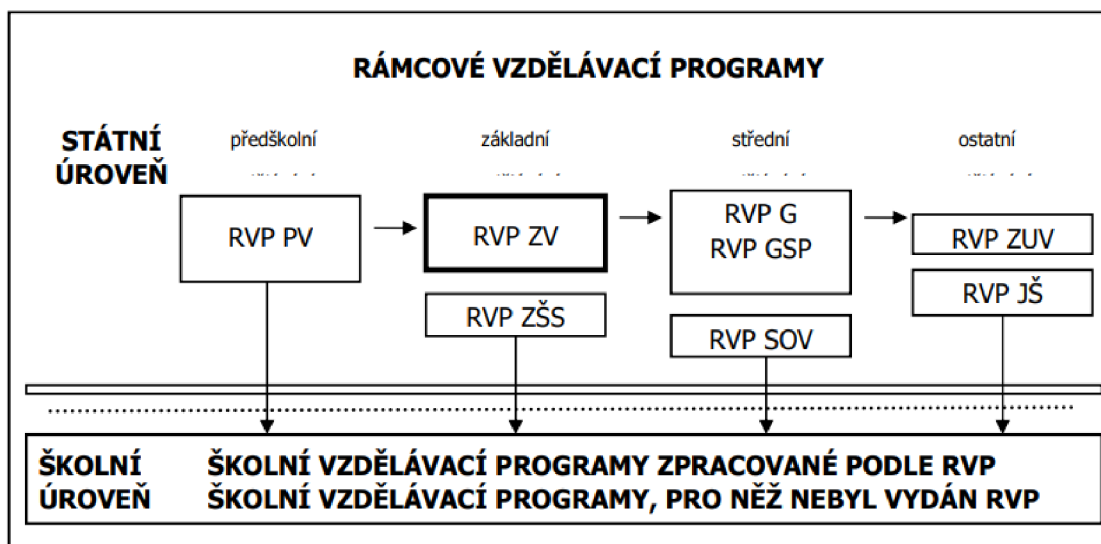 RÁMCOVÉ VZDĚLÁVACÍ PROGRAMY
STÁTNÍ ÚROVEŇ
předškolní
základní
střední
ostatní
RVP PV
RVP ZV
RVP G
RVP GSP
RVP ZUV
RVP ZŠS
RVP JŠ
RVP SOV
ŠKOLNÍ ŠKOLNÍ VZDĚLÁVACÍ PROGRAMY ZPRACOVANÉ PODLE RVP
ÚROVEŇ ŠKOLNÍ VZDĚLÁVACÍ PROGRAMY, PRO NĚŽ NEBYL VYDÁN RVP